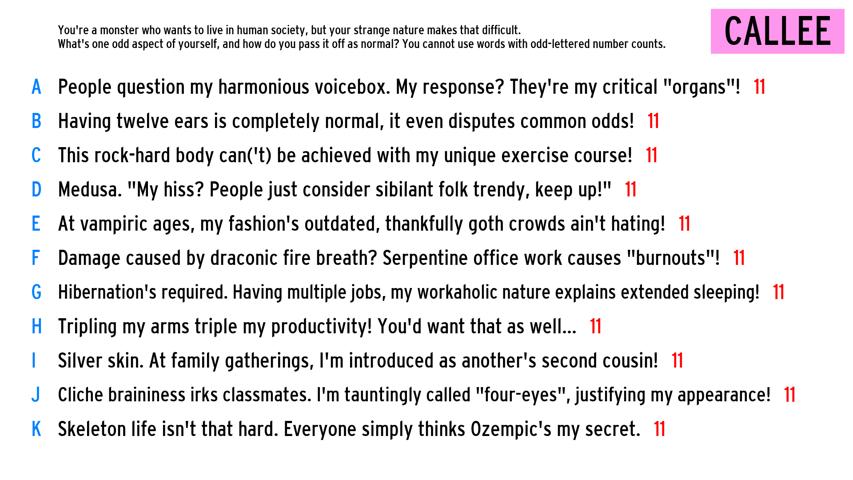 You're a monster who wants to live in human society, but your strange nature makes that difficult.
What's one odd aspect of yourself, and how do you pass it off as normal? You cannot use words with odd-lettered number counts.
CALLEE
A People question my harmonious voicebox. My response? They're my critical "organs"! 11
B Having twelve ears is completely normal, it even disputes common odds! 11
C This rock-hard body can('t) be achieved with my unique exercise course! 11
D Medusa. "My hiss? People just consider sibilant folk trendy, keep up!" 11
E At vampiric ages, my fashion's outdated, thankfully goth crowds ain't hating! 11
F Damage caused by draconic fire breath? Serpentine office work causes "burnouts"! 11
G Hibernation's required. Having multiple jobs, my workaholic nature explains extended sleeping! 11
H Tripling my arms triple my productivity! You'd want that as well... 11
I Silver skin. At family gatherings, I'm introduced as another's second cousin! 11
J Cliche braininess irks classmates. I'm tauntingly called "four-eyes", justifying my appearance! 11
K Skeleton life isn't that hard. Everyone simply thinks Ozempic's my secret. 11